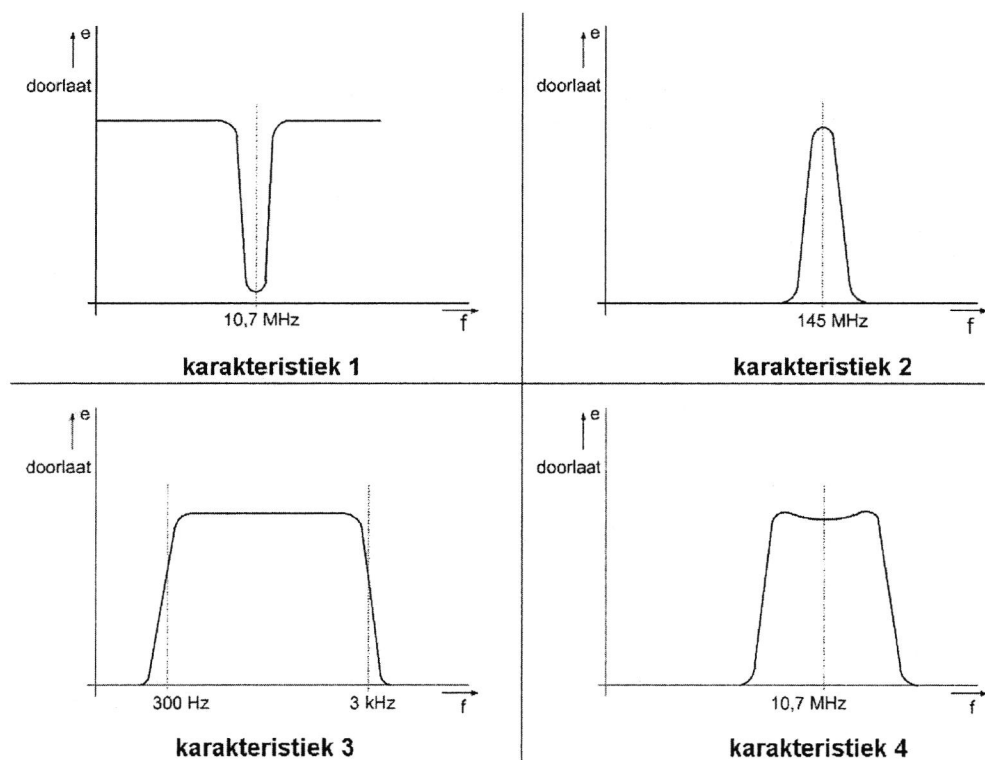 e
doorlaat
10,7 MHz
f
karakteristiek 1
e
doorlaat
145 MHz
f
karakteristiek 2
e
doorlaat
300 Hz
3 kHz
f
karakteristiek 3
e
doorlaat
10,7 MHz
f
karakteristiek 4